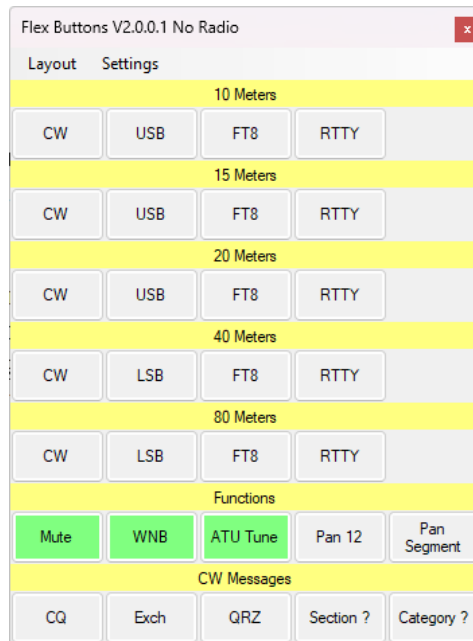 Flex Buttons V2.0.0.1 No Radio x
Layout Settings
10 Meters
CW USB FT8 RTTY
15 Meters
CW USB FT8 RTTY
20 Meters
CW USB FT8 RTTY
40 Meters
CW LSB FT8 RTTY
80 Meters
CW LSB FT8 RTTY
Functions
Mute WNB ATU Tune Pan 12 Pan
Segment
CW Messages
CQ Exch QRZ Section ? Category ?